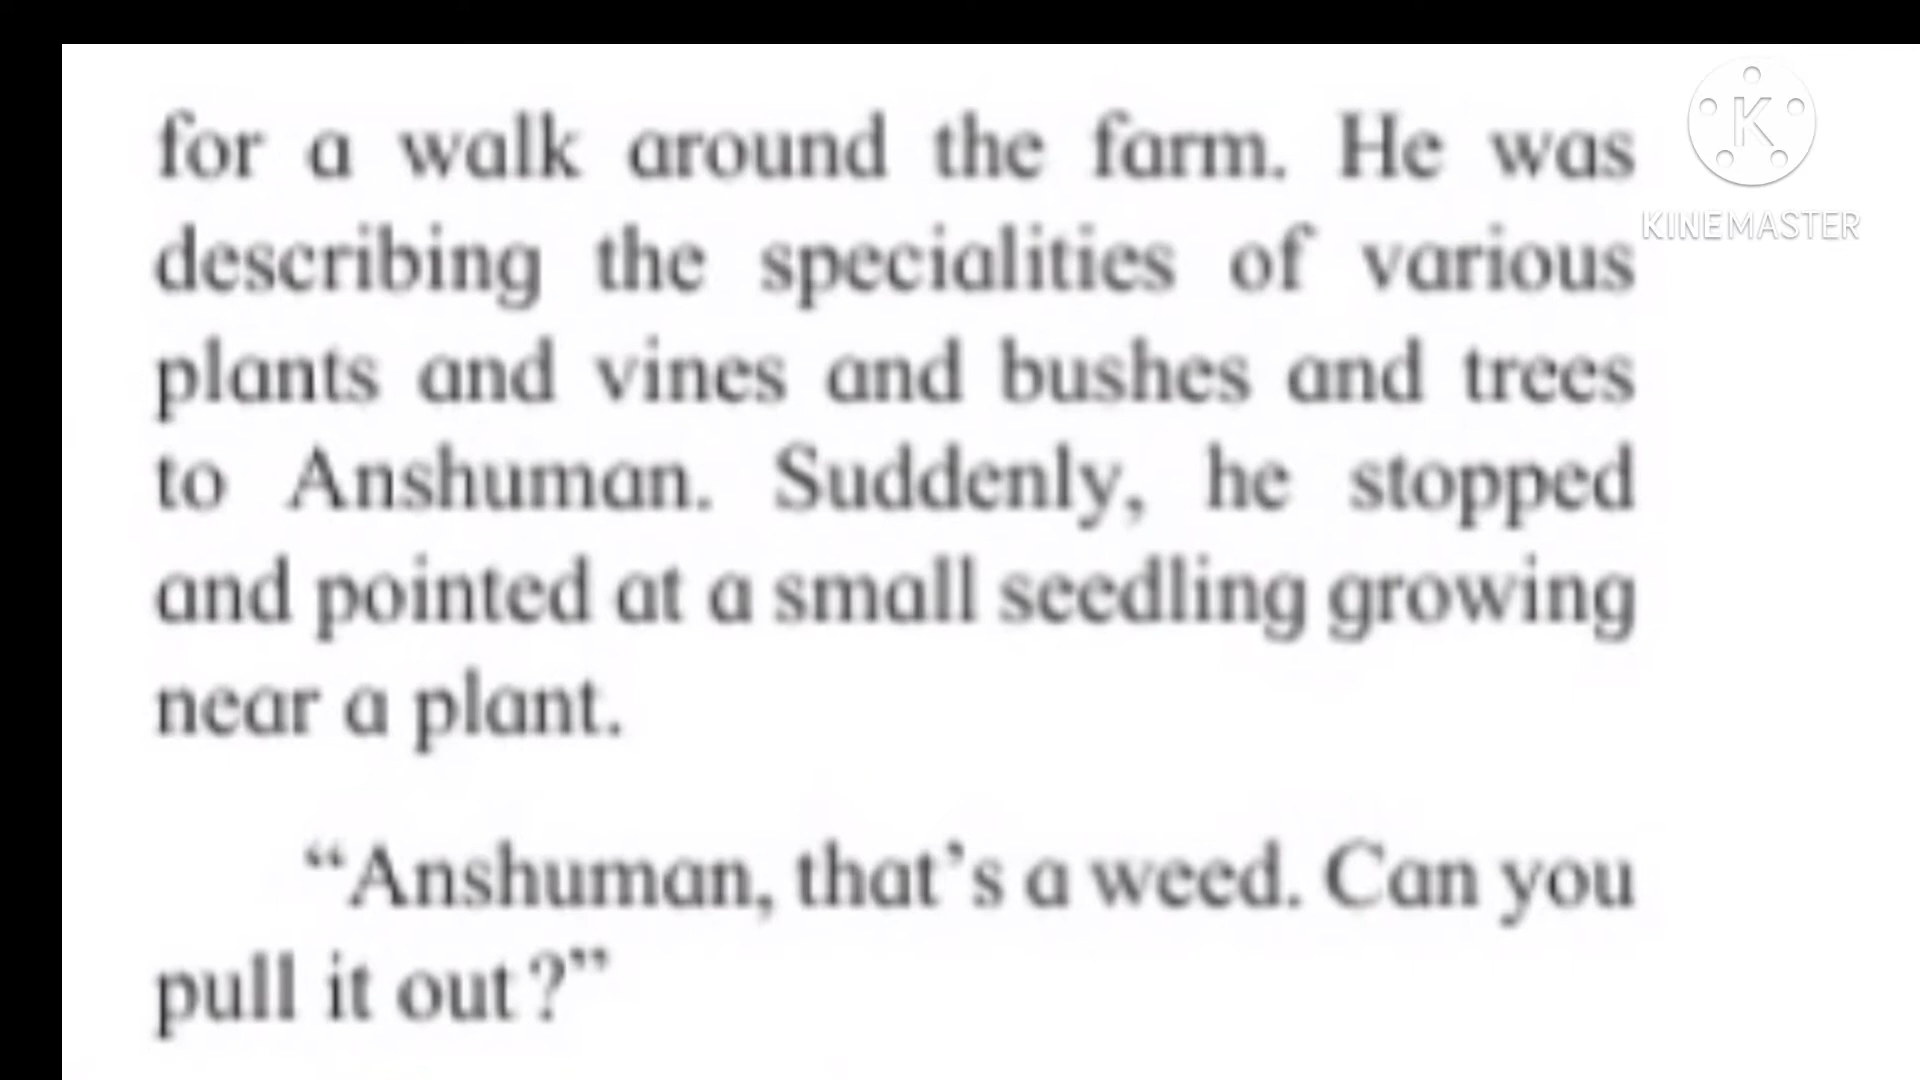 for a walk around the farm. He was
describing the specialities of various
plants and vines and bushes and trees
to Anshuman. Suddenly, he stopped
and pointed at a small seedling growing
near a plant.
“Anshuman, that’s a weed. Can you
pull it out?”
K
KINEMASTER